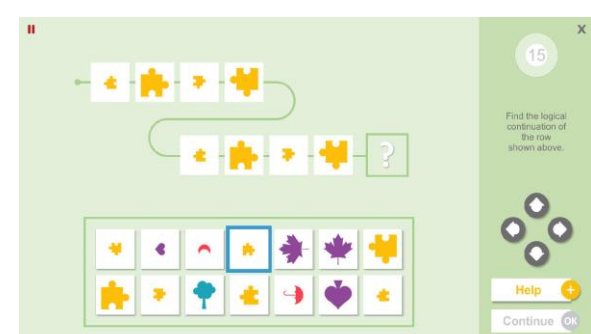 X
15
Find the logical
continuation of
the row
shown above.
?
Help +
Continue OK